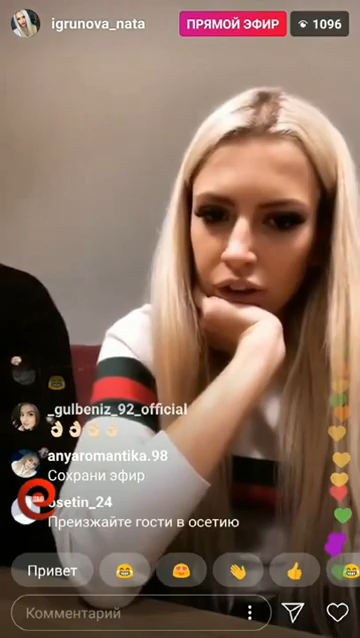 igrunova_nata
ПРЯМОЙ ЭФИР
1096
_gulbeniz_92_official
anyaromantika.98
Сохрани эфир
osetin_24
Преизжайте гости в осетию
Привет
Комментарий